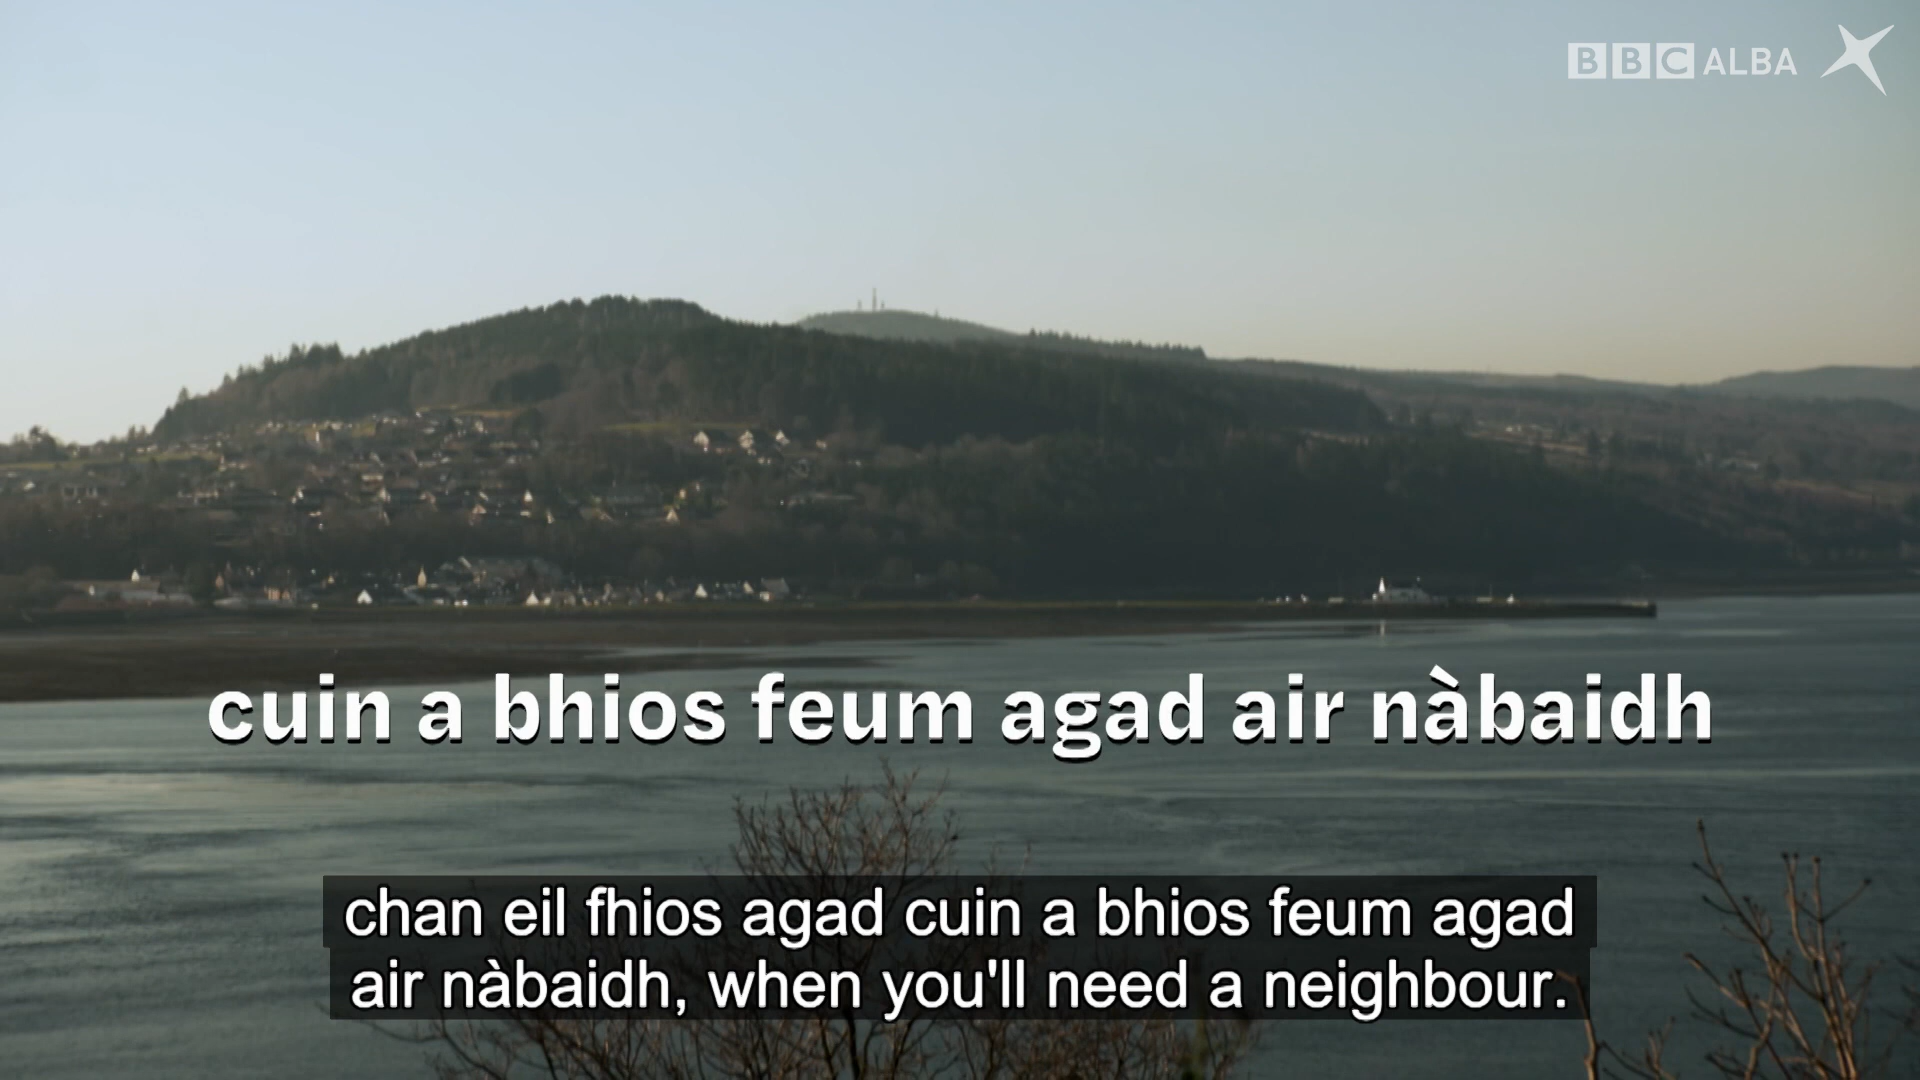 BBC ALBA
cuin a bhios feum agad air nàbaidh
chan eil fhios agad cuin a bhios feum agad
air nàbaidh, when you'll need a neighbour.